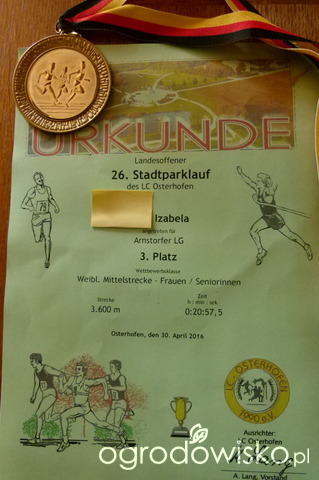 URKUNDE
Landesoffener
26. Stadtparklauf
des LC Osterhofen
Izabela
angetreten für
Arnstorfer LG
3. Platz
Wettbewerbsklasse
Weibl. Mittelstrecke - Frauen / Seniorinnen
Strecke
3.600 m
Zeit
h : min : sek
0:20:57,5
Osterhofen, den 30. April 2016
LC OSTERHOFEN
1990 e.V.
Ausrichter:
LC Osterhofen
A. Lang, Vorstand
ogrodowisko.pl